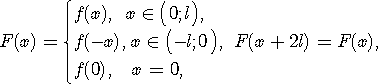 F(x) = { f(x), x ∈ (0; l),
f(-x), x ∈ (-l; 0), F(x + 2l) = F(x),
f(0), x = 0,